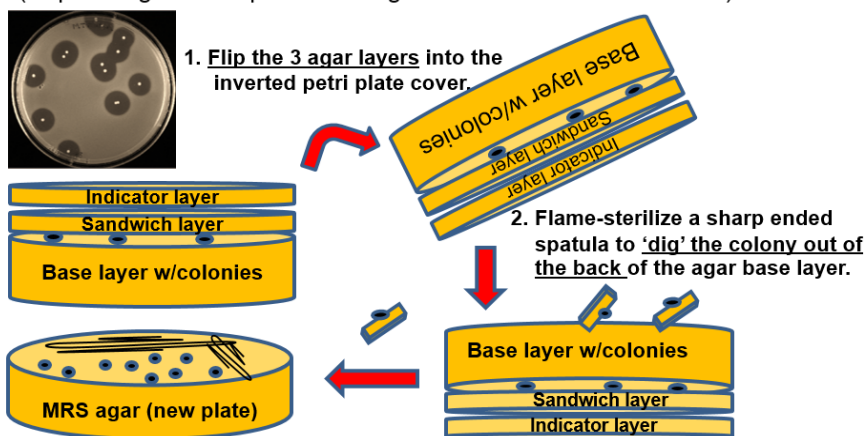 1. Flip the 3 agar layers into the
inverted petri plate cover.
Base layer w/colonies
Sandwich layer
Indicator layer
Indicator layer
Sandwich layer
Base layer w/colonies
2. Flame-sterilize a sharp ended
spatula to ‘dig’ the colony out of
the back of the agar base layer.
Base layer w/colonies
Sandwich layer
Indicator layer
MRS agar (new plate)